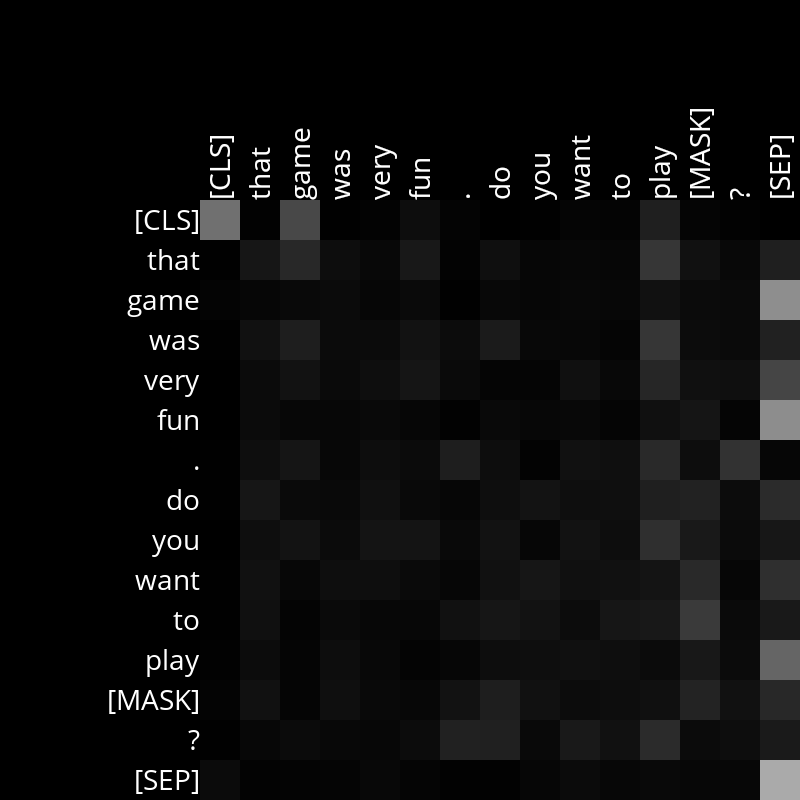 [CLS] that game was very fun . do you want to play [MASK] ? [SEP]
[CLS]
that
game
was
very
fun
.
do
you
want
to
play
[MASK]
?
[SEP]